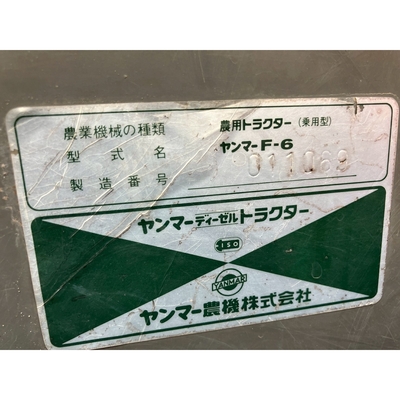 農業機械の種類 農用トラクター (乗用型)
型式名 ヤンマーF-6
製造番号 011069
ヤンマーディーゼルトラクター
ISO
YANMAR
ヤンマー農機株式会社